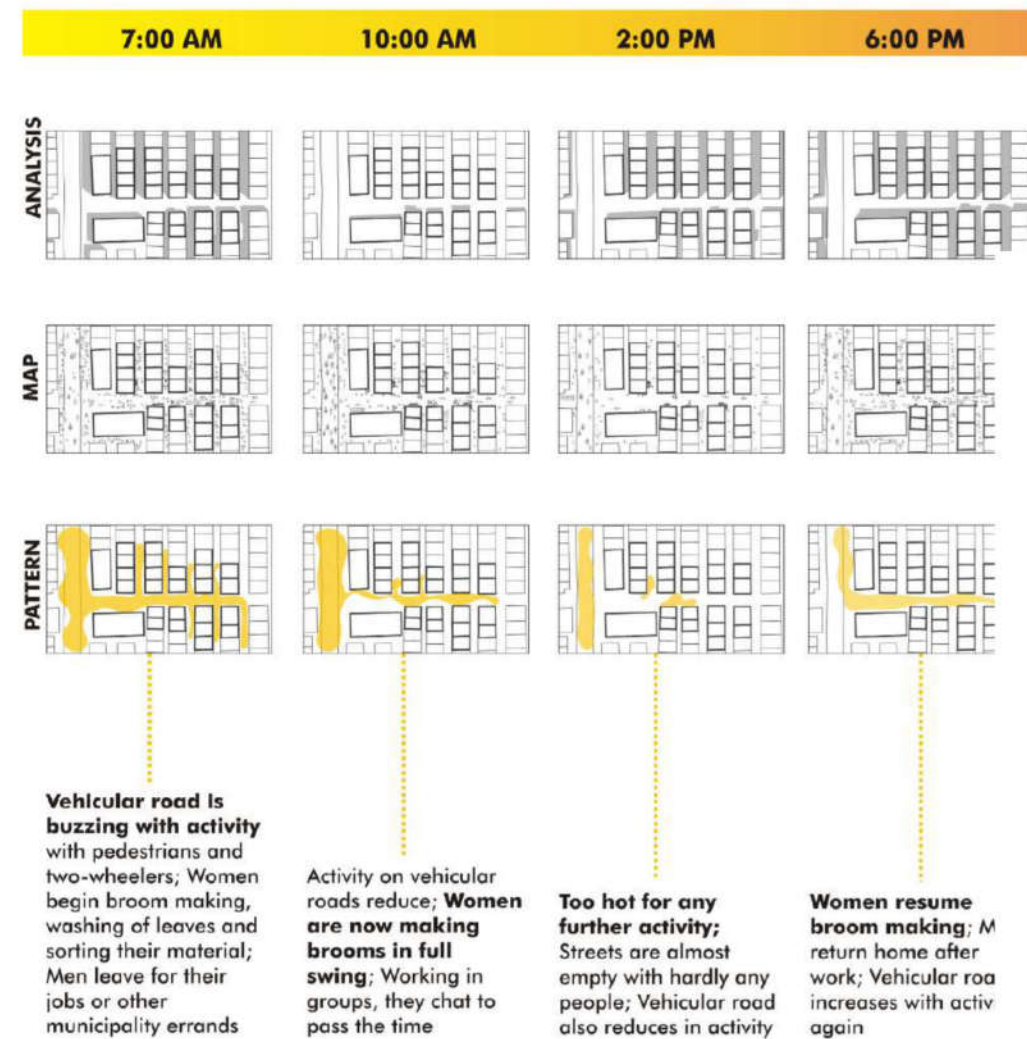 7:00 AM
10:00 AM
2:00 PM
6:00 PM
ANALYSIS
MAP
PATTERN
Vehicular road is
buzzing with activity
with pedestrians and
two-wheelers; Women
begin broom making,
washing of leaves and
sorting their material;
Men leave for their
jobs or other
municipality errands
Activity on vehicular
roads reduce; Women
are now making
brooms in full
swing; Working in
groups, they chat to
pass the time
Too hot for any
further activity;
Streets are almost
empty with hardly any
people; Vehicular road
also reduces in activity
Women resume
broom making;
return home after
work; Vehicular
increases with
again